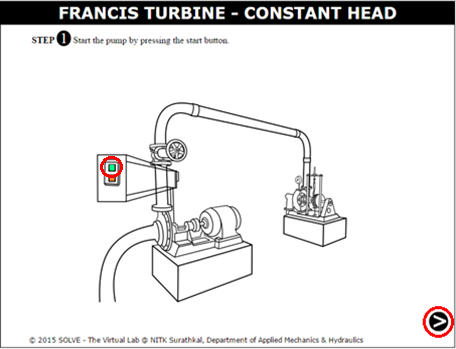 FRANCIS TURBINE - CONSTANT HEAD
STEP 1 Start the pump by pressing the start button.
© 2015 SOLVE - The Virtual Lab @ NITK Surathkal, Department of Applied Mechanics & Hydraulics